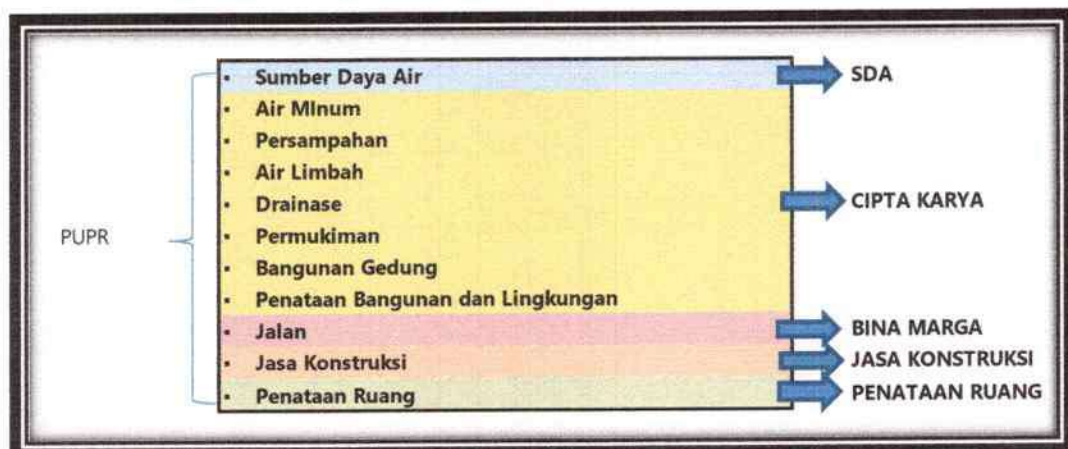 PUPR
• Sumber Daya Air
• Air MInum
• Persampahan
• Air Limbah
• Drainase
• Permukiman
• Bangunan Gedung
• Penataan Bangunan dan Lingkungan
• Jalan
• Jasa Konstruksi
• Penataan Ruang
SDA
CIPTA KARYA
BINA MARGA
JASA KONSTRUKSI
PENATAAN RUANG